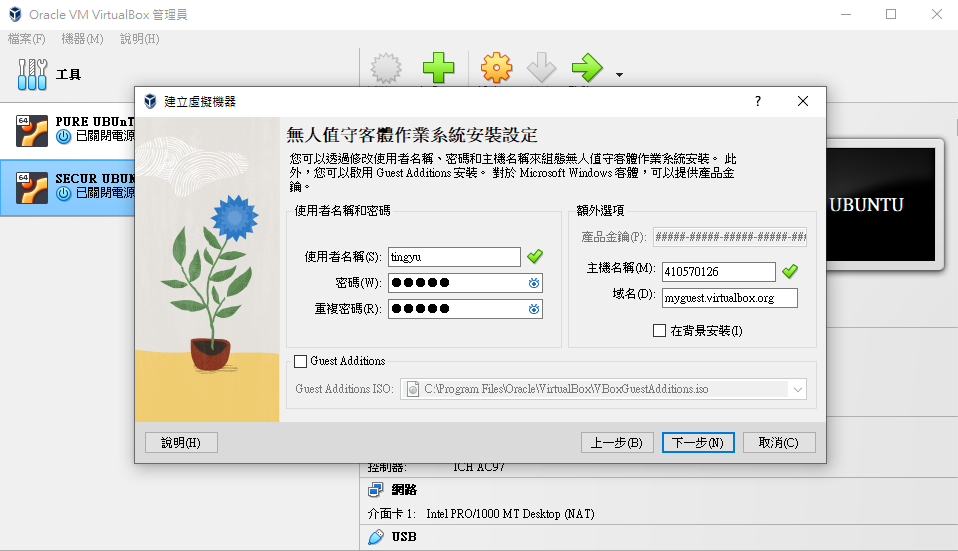 Oracle VM VirtualBox 管理員
檔案(F) 機器(M) 說明(H)
工具
64
PURE UBUnT
已關閉電源
64
SECUR UBUN
已關閉電源
UBUNTU
建立虛擬機器
?
無人值守客體作業系統安裝設定
您可以透過修改使用者名稱、密碼和主機名稱來組態無人值守客體作業系統安裝。 此
外，您可以啟用 Guest Additions 安裝。 對於 Microsoft Windows 客體，可以提供產品金
鑰。
使用者名稱和密碼
使用者名稱(S): tingyu
密碼(W): ●●●●●
重複密碼(R): ●●●●●
額外選項
產品金鑰(P): #####-#####-#####-#####-###
主機名稱(M): 410570126
域名(D): myguest.virtualbox.org
在背景安裝(I)
Guest Additions
Guest Additions ISO: C:\Program Files\Oracle\VirtualBox\VBoxGuestAdditions.iso
說明(H) 上一步(B) 下一步(N) 取消(C)
控制器: ICH AC97
網路
介面卡 1: Intel PRO/1000 MT Desktop (NAT)
USB